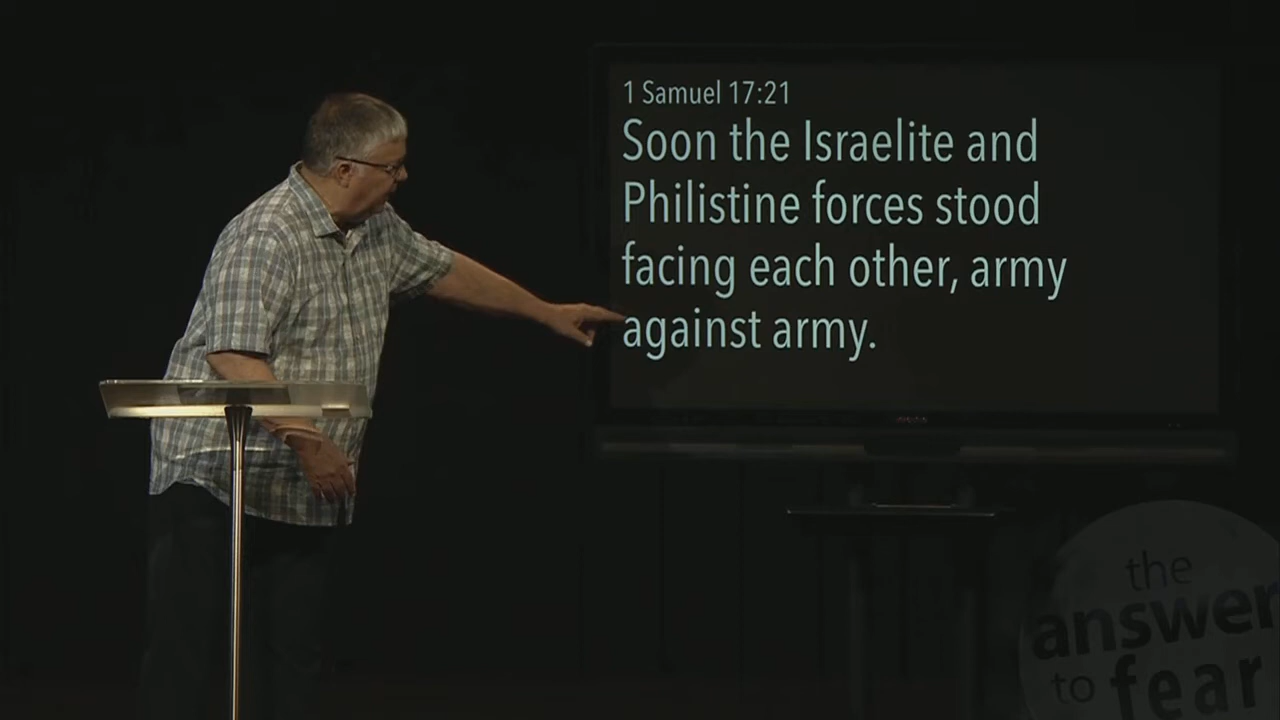 1 Samuel 17:21
Soon the Israelite and
Philistine forces stood
facing each other, army
against army.
the
answer
to fear